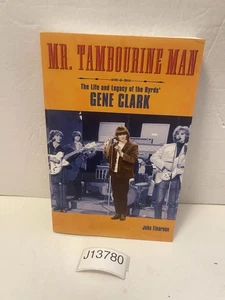 MR. TAMBOURINE MAN
The Life and Legacy of the Byrds'
GENE CLARK
John Einarson
J13780